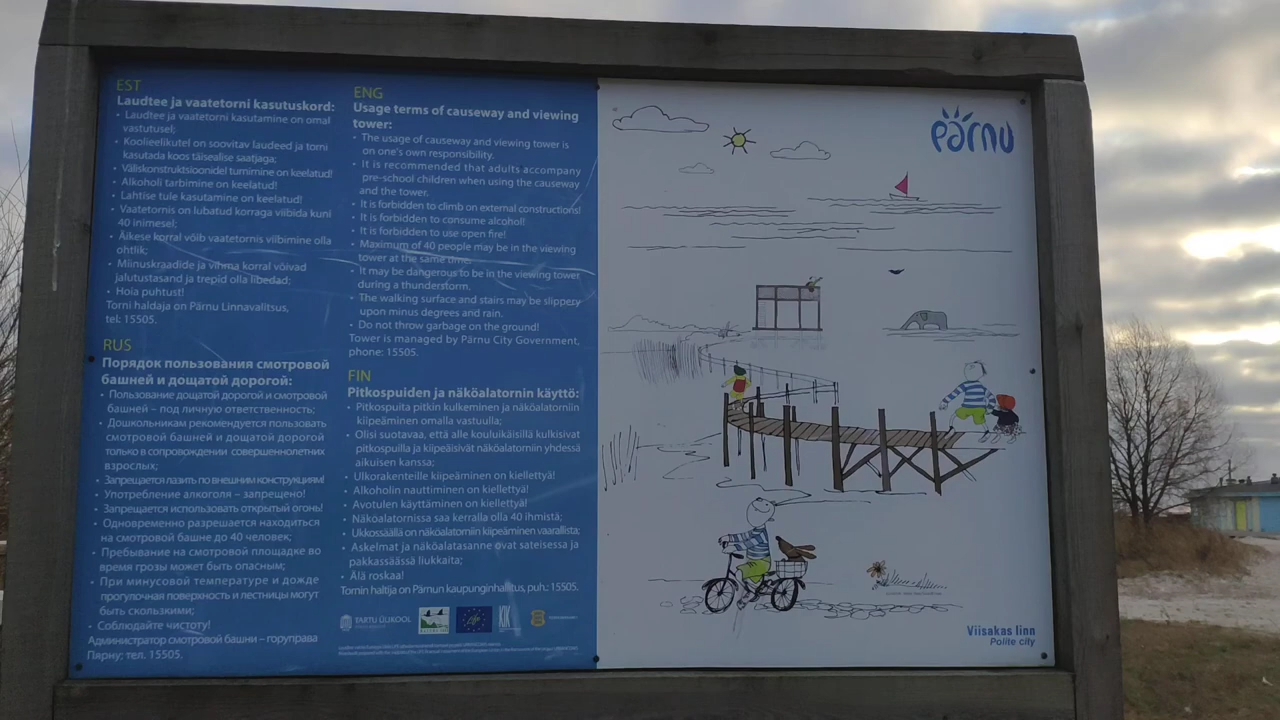 EST
Laudtee ja vaatetorni kasutuskord:
• Laudtee ja vaatetorni kasutamine on omal
vastutusel;
• Koolieelikutel on soovitav laudteed ja torni
kasutada koos täisealise saatjaga;
• Väliskonstruktsioonidel turnimine on keelatud!
• Alkoholi tarbimine on keelatud!
• Lahtise tule kasutamine on keelatud!
• Vaatetornis on lubatud korraga viibida kuni
40 inimesel;
• Äikese korral võib vaatetornis viibimine olla
ohtlik;
• Miinuskraadide ja vihma korral võivad
jalutustasand ja trepid olla libedad;
• Hoia puhtust!
Torni haldaja on Pärnu Linnavalitsus,
tel: 15505.
RUS
Порядок пользования смотровой
башней и дощатой дорогой:
• Пользование дощатой дорогой и смотровой
башней – под личную ответственность;
• Дошкольникам рекомендуется пользовать
смотровой башней и дощатой дорогой
только в сопровождении совершеннолетних
взрослых;
• Запрещается лазить по внешним конструкциям!
• Употребление алкоголя – запрещено!
• Запрещается использовать открытый огонь!
• Одновременно разрешается находиться
на смотровой башне до 40 человек;
• Пребывание на смотровой площадке во
время грозы может быть опасным;
• При минусовой температуре и дожде
прогулочная поверхность и лестницы могут
быть скользкими;
• Соблюдайте чистоту!
Администратор смотровой башни – горуправа
Пярну: тел. 15505.
ENG
Usage terms of causeway and viewing
tower:
• The usage of causeway and viewing tower is
on one's own responsibility.
• It is recommended that adults accompany
pre-school children when using the causeway
and the tower.
• It is forbidden to climb on external constructions!
• It is forbidden to consume alcohol!
• It is forbidden to use open fire!
• Maximum of 40 people may be in the viewing
tower at the same time.
• It may be dangerous to be in the viewing tower
during a thunderstorm.
• The walking surface and stairs may be slippery
upon minus degrees and rain.
• Do not throw garbage on the ground!
Tower is managed by Pärnu City Government,
phone: 15505.
FIN
Pitkospuiden ja näköalatornin käyttö:
• Pitkospuita pitkin kulkeminen ja näköalatorniin
kiipeäminen omalla vastuulla;
• Olisi suotavaa, että alle kouluikäisillä kulkisivat
pitkospuilla ja kiipeäisivät näköalatorniin yhdessä
aikuisen kanssa;
• Ulkorakenteille kiipeäminen on kiellettyä!
• Alkoholin nauttiminen on kiellettyä!
• Avotulen käyttäminen on kiellettyä!
• Näköalatornissa saa kerralla olla 40 ihmistä;
• Ukkossäällä on näköalatorniin kiipeäminen vaarallista;
• Askelmat ja näköalatasanne ovat sateisessa ja
pakkassäässä liukkaita;
• Älä roskaa!
Tornin haltija on Pärnun kaupunginhallitus, puh.: 15505.
TARTU ÜLIKOOL
KIK
Pärnu
Viisakas linn
Polite city